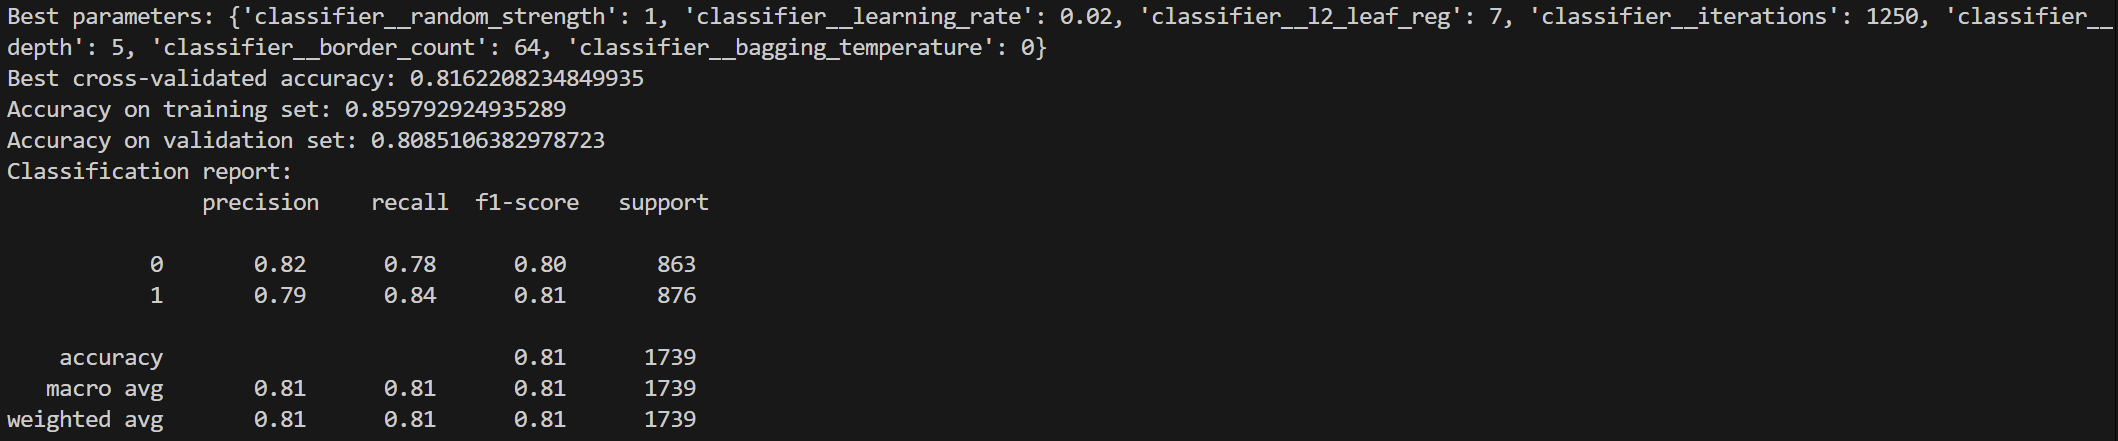 Best parameters: {'classifier__random_strength': 1, 'classifier__learning_rate': 0.02, 'classifier__l2_leaf_reg': 7, 'classifier__iterations': 1250, 'classifier__
depth': 5, 'classifier__border_count': 64, 'classifier__bagging_temperature': 0}
Best cross-validated accuracy: 0.8162208234849935
Accuracy on training set: 0.859792924935289
Accuracy on validation set: 0.8085106382978723
Classification report:
precision recall f1-score support
0 0.82 0.78 0.80 863
1 0.79 0.84 0.81 876
accuracy 0.81 1739
macro avg 0.81 0.81 0.81 1739
weighted avg 0.81 0.81 0.81 1739